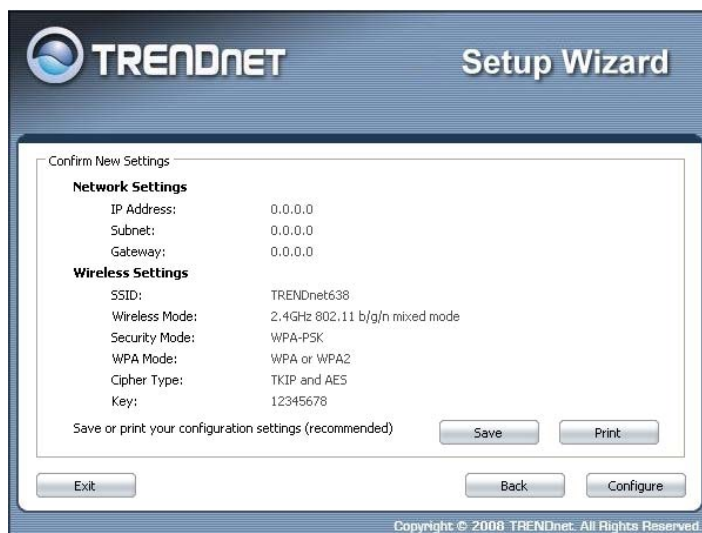 TRENDNET Setup Wizard
Confirm New Settings
Network Settings
IP Address: 0.0.0.0
Subnet: 0.0.0.0
Gateway: 0.0.0.0
Wireless Settings
SSID: TRENDnet638
Wireless Mode: 2.4GHz 802.11 b/g/n mixed mode
Security Mode: WPA-PSK
WPA Mode: WPA or WPA2
Cipher Type: TKIP and AES
Key: 12345678
Save or print your configuration settings (recommended) Save Print
Exit Back Configure
Copyright © 2008 TRENDnet. All Rights Reserved.